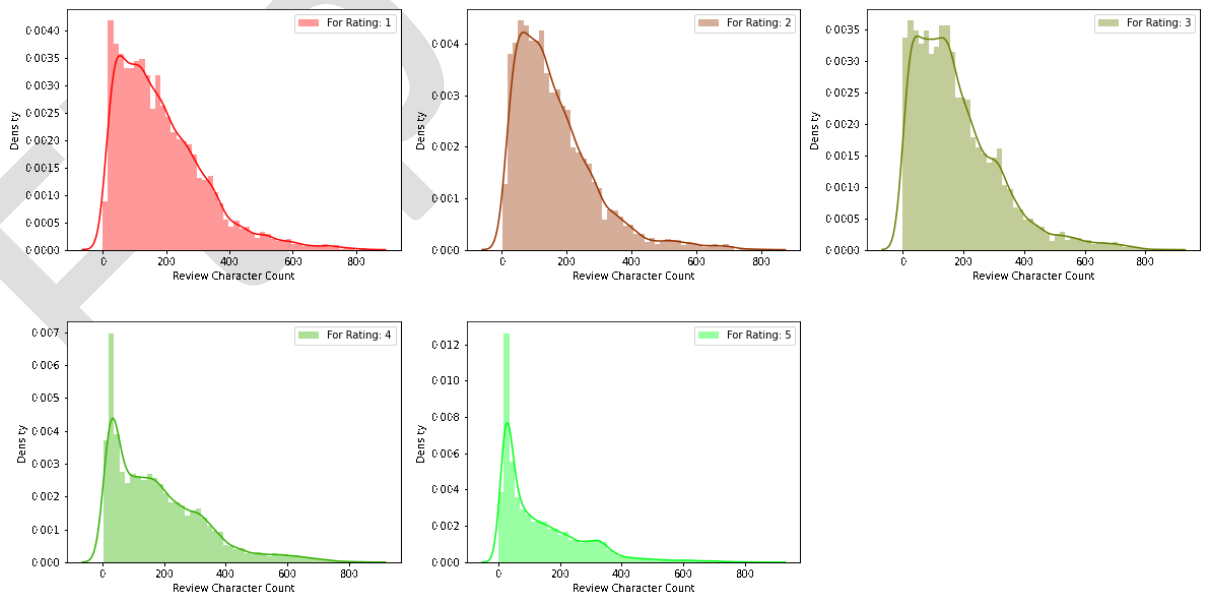 For Rating: 1
0.0040
0.0035
0.0030
0.0025
0.0020
0.0015
0.0010
0.0005
0.0000
Density
0 200 400 600 800
Review Character Count
For Rating: 2
0.004
0.003
0.002
0.001
0.000
Density
0 200 400 600 800
Review Character Count
For Rating: 3
0.0035
0.0030
0.0025
0.0020
0.0015
0.0010
0.0005
0.0000
Density
0 200 400 600 800
Review Character Count
For Rating: 4
0.007
0.006
0.005
0.004
0.003
0.002
0.001
0.000
Density
0 200 400 600 800
Review Character Count
For Rating: 5
0.012
0.010
0.008
0.006
0.004
0.002
0.000
Density
0 200 400 600 800
Review Character Count